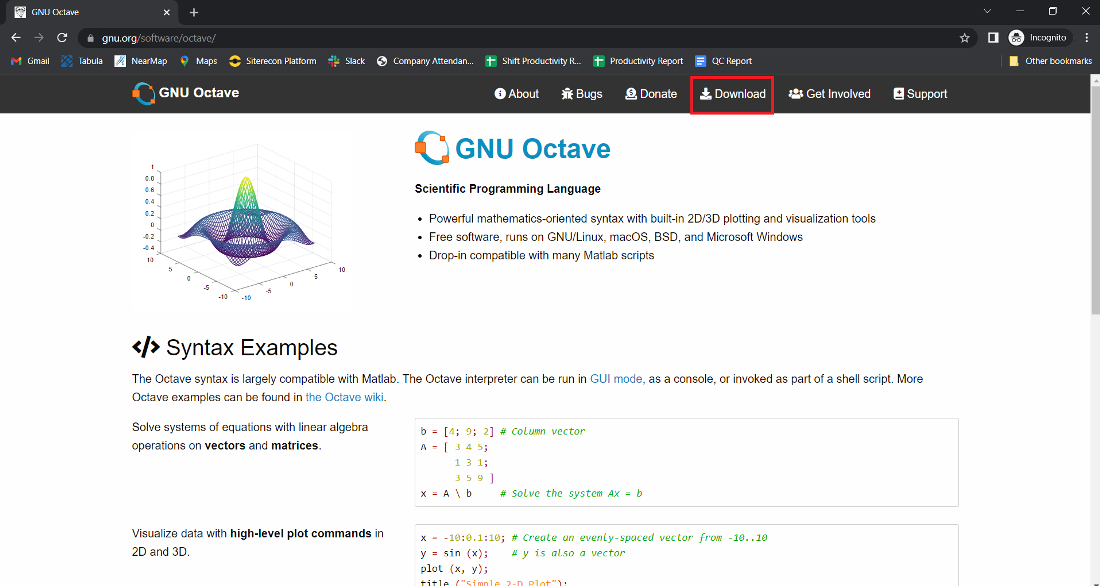 GNU Octave
gnu.org/software/octave/
Incognito
Gmail
Tabula
NearMap
Maps
Siterecon Platform
Slack
Company Attendan...
Shift Productivity R...
Productivity Report
QC Report
Other bookmarks
GNU Octave
About
Bugs
Donate
Download
Get Involved
Support
GNU Octave
Scientific Programming Language
• Powerful mathematics-oriented syntax with built-in 2D/3D plotting and visualization tools
• Free software, runs on GNU/Linux, macOS, BSD, and Microsoft Windows
• Drop-in compatible with many Matlab scripts
1
0.8
0.6
0.4
0.2
0
-0.2
-0.4
10
5
0
-5
-10
-10
-5
0
5
10
</> Syntax Examples
The Octave syntax is largely compatible with Matlab. The Octave interpreter can be run in GUI mode, as a console, or invoked as part of a shell script. More
Octave examples can be found in the Octave wiki.
Solve systems of equations with linear algebra
operations on vectors and matrices.
b = [4; 9; 2] # Column vector
A = [ 3 4 5;
1 3 1;
3 5 9 ]
x = A \ b # Solve the system Ax = b
Visualize data with high-level plot commands in
2D and 3D.
x = -10:0.1:10; # Create an evenly-spaced vector from -10..10
y = sin (x); # y is also a vector
plot (x, y);
title ("Simple 2-D Plot");